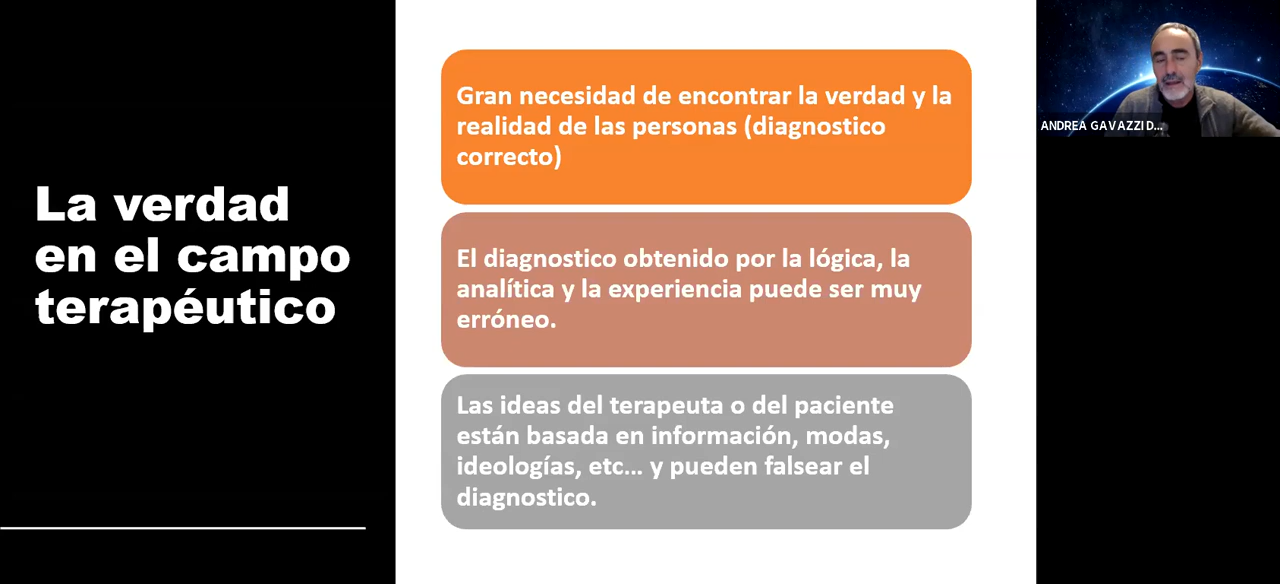 La verdad
en el campo
terapéutico
Gran necesidad de encontrar la verdad y la
realidad de las personas (diagnostico
correcto)
El diagnostico obtenido por la lógica, la
analítica y la experiencia puede ser muy
erróneo.
Las ideas del terapeuta o del paciente
están basada en información, modas,
ideologías, etc... y pueden falsear el
diagnostico.
ANDREA GAVAZZI D...